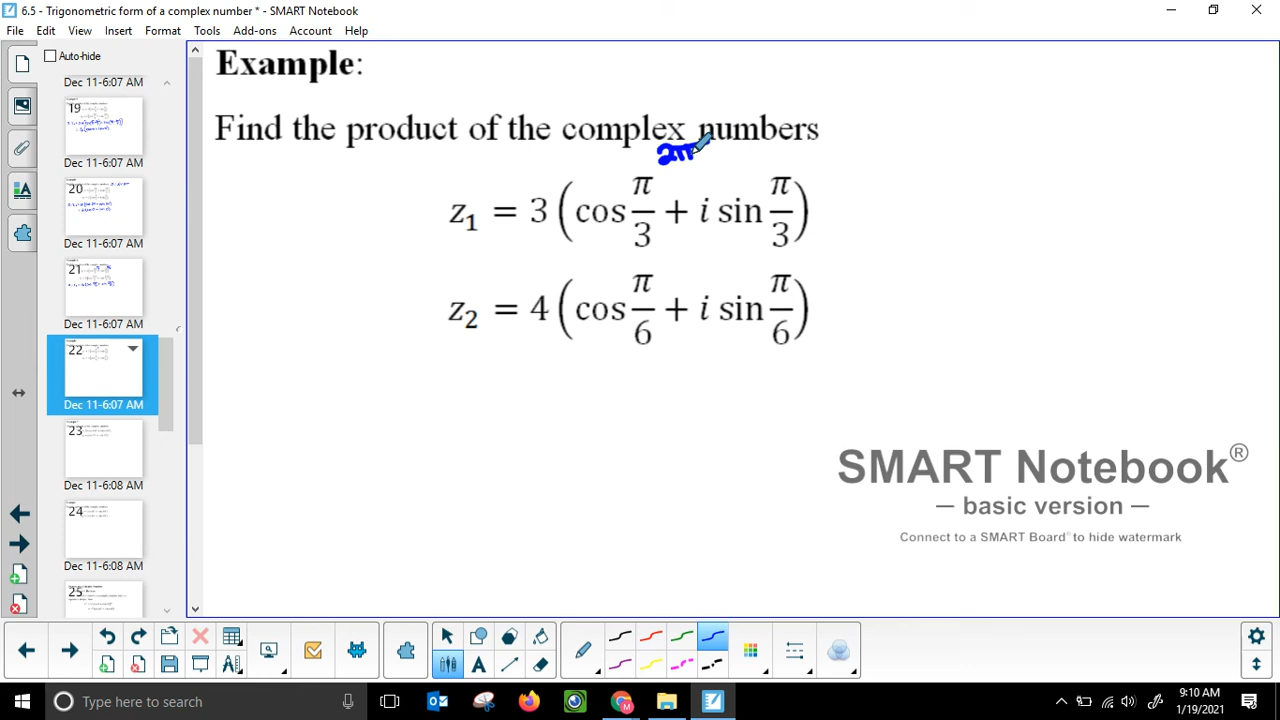 6.5 - Trigonometric form of a complex number * - SMART Notebook
File Edit View Insert Format Tools Add-ons Account Help
Auto-hide
Dec 11-6:07 AM
19
Dec 11-6:07 AM
20
Dec 11-6:07 AM
21
Dec 11-6:07 AM
22
Dec 11-6:07 AM
23
Dec 11-6:08 AM
24
Dec 11-6:08 AM
25
Example:
Find the product of the complex numbers
2π
z₁ = 3 (cos π/3 + i sin π/3)
z₂ = 4 (cos π/6 + i sin π/6)
SMART Notebook®
— basic version —
Connect to a SMART Board® to hide watermark
A
Type here to search
9:10 AM
1/19/2021